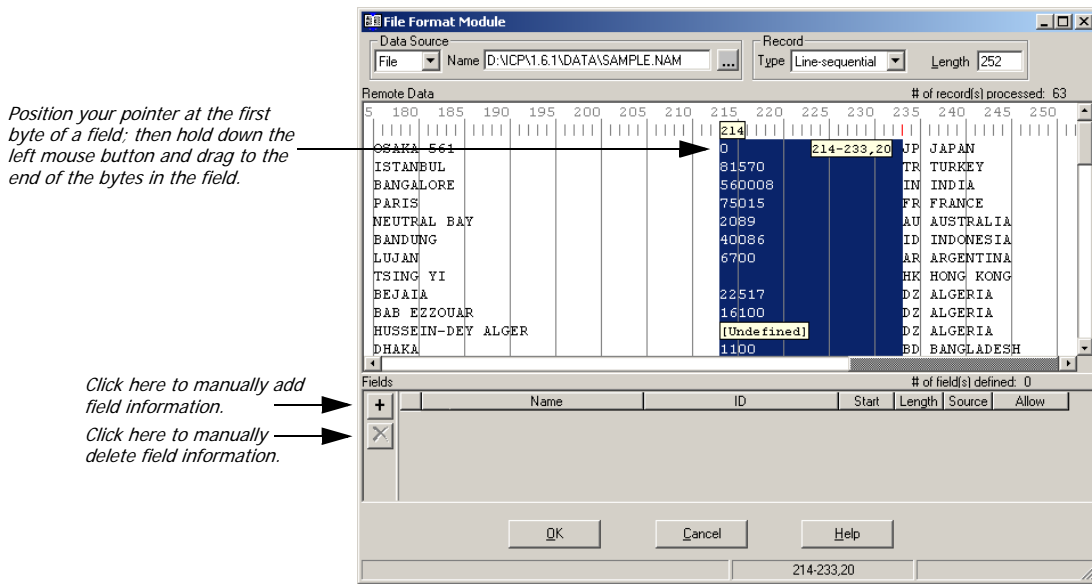 File Format Module
Data Source
File Name D:\ICP\1.6.1\DATA\SAMPLE.NAM ...
Record
Type Line-sequential Length 252
Position your pointer at the first
byte of a field; then hold down the
left mouse button and drag to the
end of the bytes in the field.
Remote Data # of record(s) processed: 63
5 180 185 190 195 200 205 210 215 220 225 230 235 240 245 250
214
OSAKA 561 0 214-233,20 JP JAPAN
ISTANBUL 81570 TR TURKEY
BANGALORE 560008 IN INDIA
PARIS 75015 FR FRANCE
NEUTRAL BAY 2089 AU AUSTRALIA
BANDUNG 40086 ID INDONESIA
LUJAN 6700 AR ARGENTINA
TSING YI HK HONG KONG
BEJAIA 22517 DZ ALGERIA
BAB EZZOUAR 16100 DZ ALGERIA
HUSSEIN-DEY ALGER [Undefined] DZ ALGERIA
DHAKA 1100 BD BANGLADESH
Click here to manually add
field information.
Click here to manually
delete field information.
Fields # of field(s) defined: 0
+ Name ID Start Length Source Allow
OK Cancel Help
214-233,20